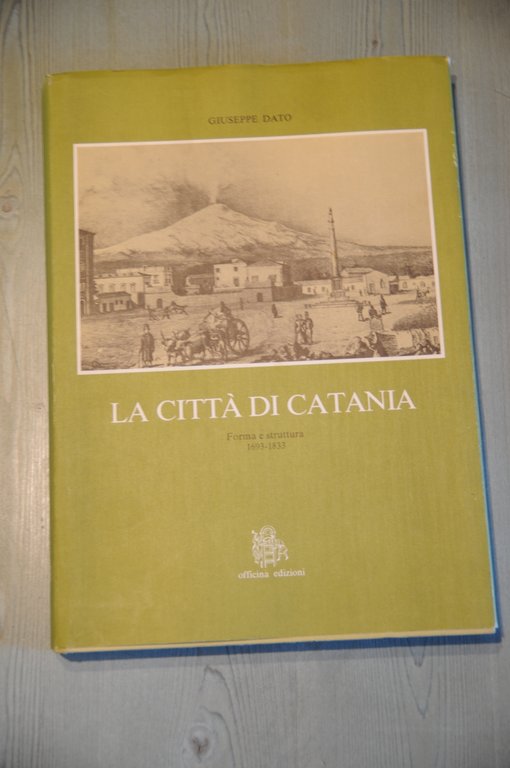 GIUSEPPE DATO
LA CITTÀ DI CATANIA
Forma e struttura
1693-1833
officina edizioni